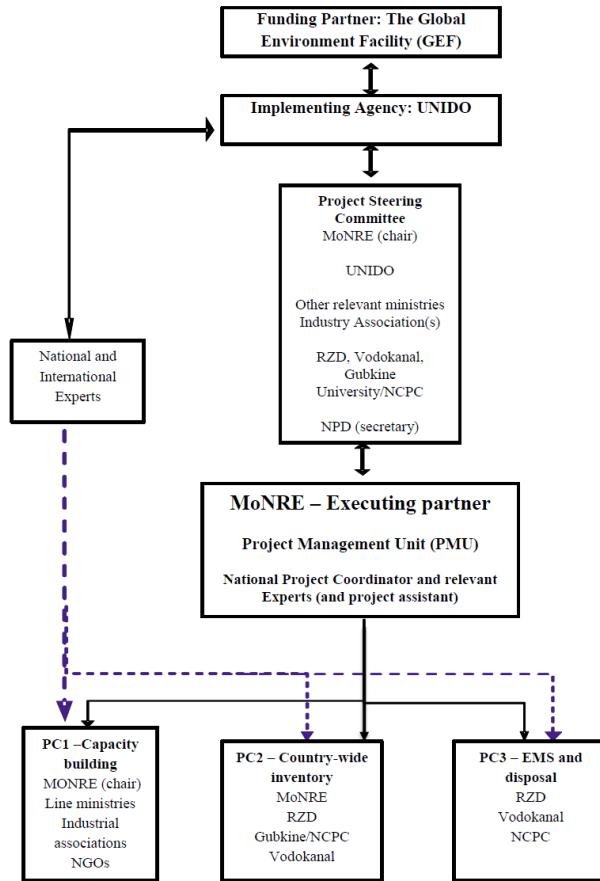 Funding Partner: The Global
Environment Facility (GEF)
Implementing Agency: UNIDO
Project Steering
Committee
MoNRE (chair)
UNIDO
Other relevant ministries
Industry Association(s)
RZD, Vodokanal,
Gubkine
University/NCPC
NPD (secretary)
National and
International
Experts
MoNRE – Executing partner
Project Management Unit (PMU)
National Project Coordinator and relevant
Experts (and project assistant)
PC1 –Capacity
building
MONRE (chair)
Line ministries
Industrial
associations
NGOs
PC2 – Country-wide
inventory
MoNRE
RZD
Gubkine/NCPC
Vodokanal
PC3 – EMS and
disposal
RZD
Vodokanal
NCPC